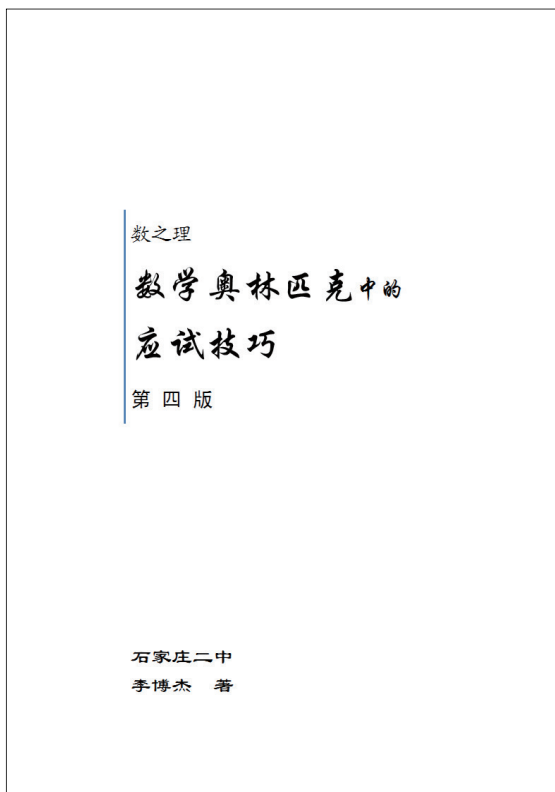 数之理
数学奥林匹克中的
应试技巧
第四版
石家庄二中
李博杰 著